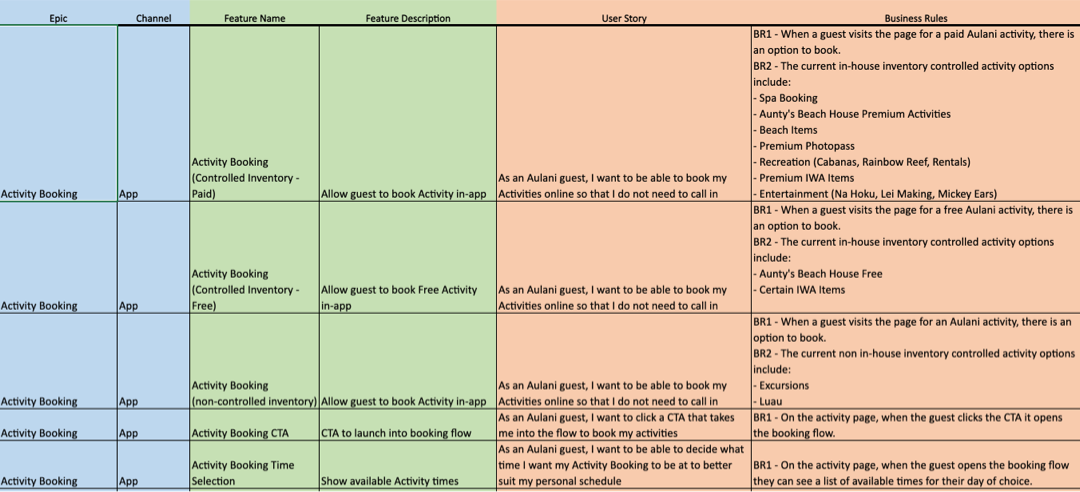 Epic Channel Feature Name Feature Description User Story Business Rules
Activity Booking
App
Activity Booking
(Controlled Inventory -
Paid)
Allow guest to book Activity in-app
As an Aulani guest, I want to be able to book my
Activities online so that I do not need to call in
BR1 - When a guest visits the page for a paid Aulani activity, there is
an option to book.
BR2 - The current in-house inventory controlled activity options
include:
- Spa Booking
- Aunty's Beach House Premium Activities
- Beach Items
- Premium Photopass
- Recreation (Cabanas, Rainbow Reef, Rentals)
- Premium IWA Items
- Entertainment (Na Hoku, Lei Making, Mickey Ears)
Activity Booking
App
Activity Booking
(Controlled Inventory -
Free)
Allow guest to book Free Activity
in-app
As an Aulani guest, I want to be able to book my
Activities online so that I do not need to call in
BR1 - When a guest visits the page for a free Aulani activity, there is
an option to book.
BR2 - The current in-house inventory controlled activity options
include:
- Aunty's Beach House Free
- Certain IWA Items
Activity Booking
App
Activity Booking
(non-controlled inventory)
Allow guest to book Activity in-app
As an Aulani guest, I want to be able to book my
Activities online so that I do not need to call in
BR1 - When a guest visits the page for an Aulani activity, there is an
option to book.
BR2 - The current non in-house inventory controlled activity options
include:
- Excursions
- Luau
Activity Booking
App
Activity Booking CTA
CTA to launch into booking flow
As an Aulani guest, I want to click a CTA that takes
me into the flow to book my activities
BR1 - On the activity page, when the guest clicks the CTA it opens
the booking flow.
Activity Booking
App
Activity Booking Time
Selection
Show available Activity times
As an Aulani guest, I want to be able to decide what
time I want my Activity Booking to be at to better
suit my personal schedule
BR1 - On the activity page, when the guest opens the booking flow
they can see a list of available times for their day of choice.